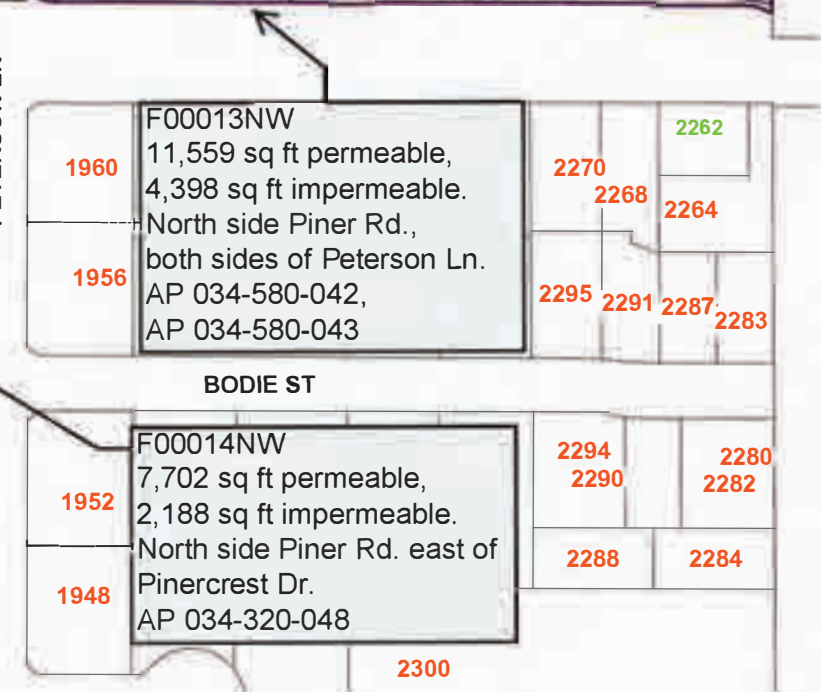 F00013NW
11,559 sq ft permeable,
4,398 sq ft impermeable.
North side Piner Rd.,
both sides of Peterson Ln.
AP 034-580-042,
AP 034-580-043
1960
1956
2262
2270
2268
2264
2295
2291
2287
2283
BODIE ST
F00014NW
7,702 sq ft permeable,
2,188 sq ft impermeable.
North side Piner Rd. east of
Pinercrest Dr.
AP 034-320-048
1952
1948
2294
2290
2280
2282
2288
2284
2300